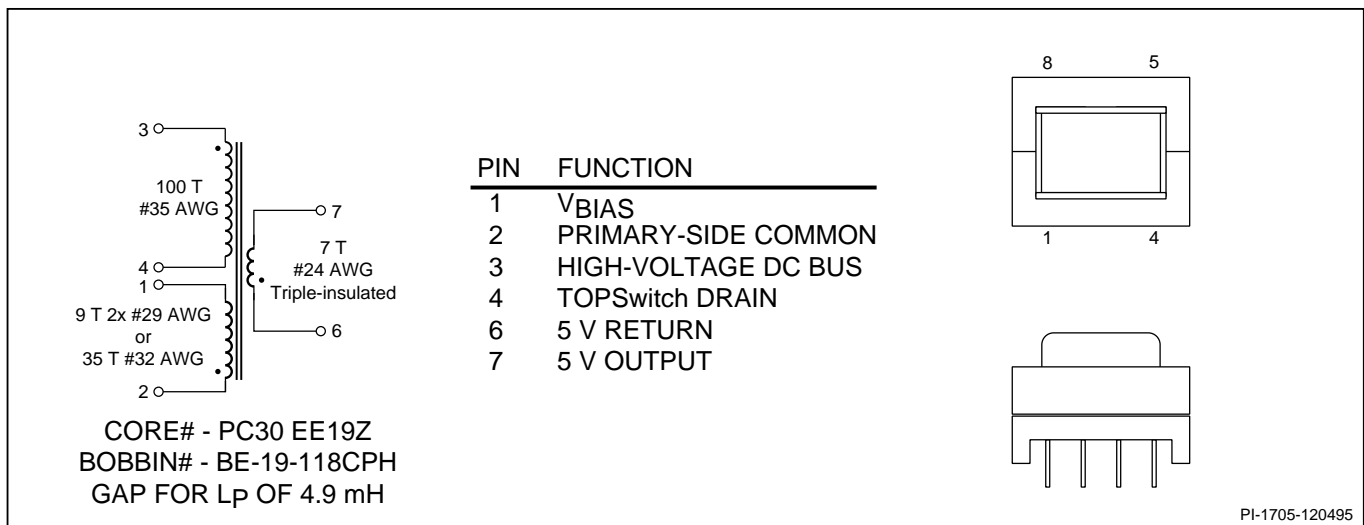 3
100 T
#35 AWG
4
1
9 T 2x #29 AWG
or
35 T #32 AWG
2
7
7 T
#24 AWG
Triple-insulated
6
CORE# - PC30 EE19Z
BOBBIN# - BE-19-118CPH
GAP FOR LP OF 4.9 mH
PIN FUNCTION
1 VBIAS
2 PRIMARY-SIDE COMMON
3 HIGH-VOLTAGE DC BUS
4 TOPSwitch DRAIN
6 5 V RETURN
7 5 V OUTPUT
8 5
1 4
PI-1705-120495